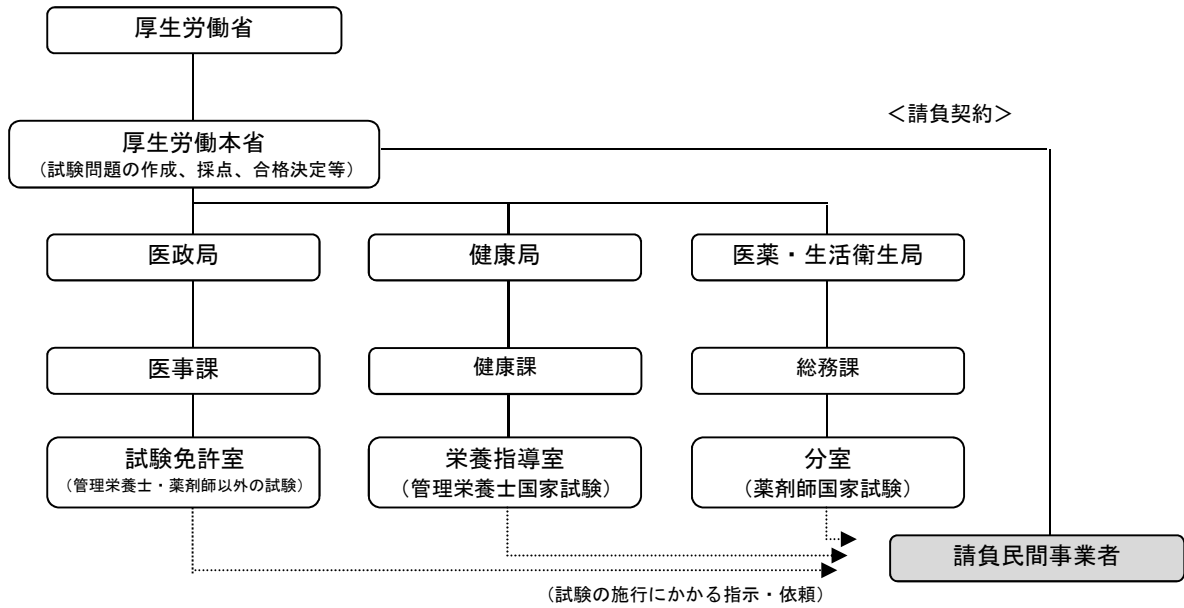 厚生労働省
＜請負契約＞
厚生労働本省
（試験問題の作成、採点、合格決定等）
医政局
健康局
医薬・生活衛生局
医事課
健康課
総務課
試験免許室
（管理栄養士・薬剤師以外の試験）
栄養指導室
（管理栄養士国家試験）
分室
（薬剤師国家試験）
請負民間事業者
（試験の施行にかかる指示・依頼）